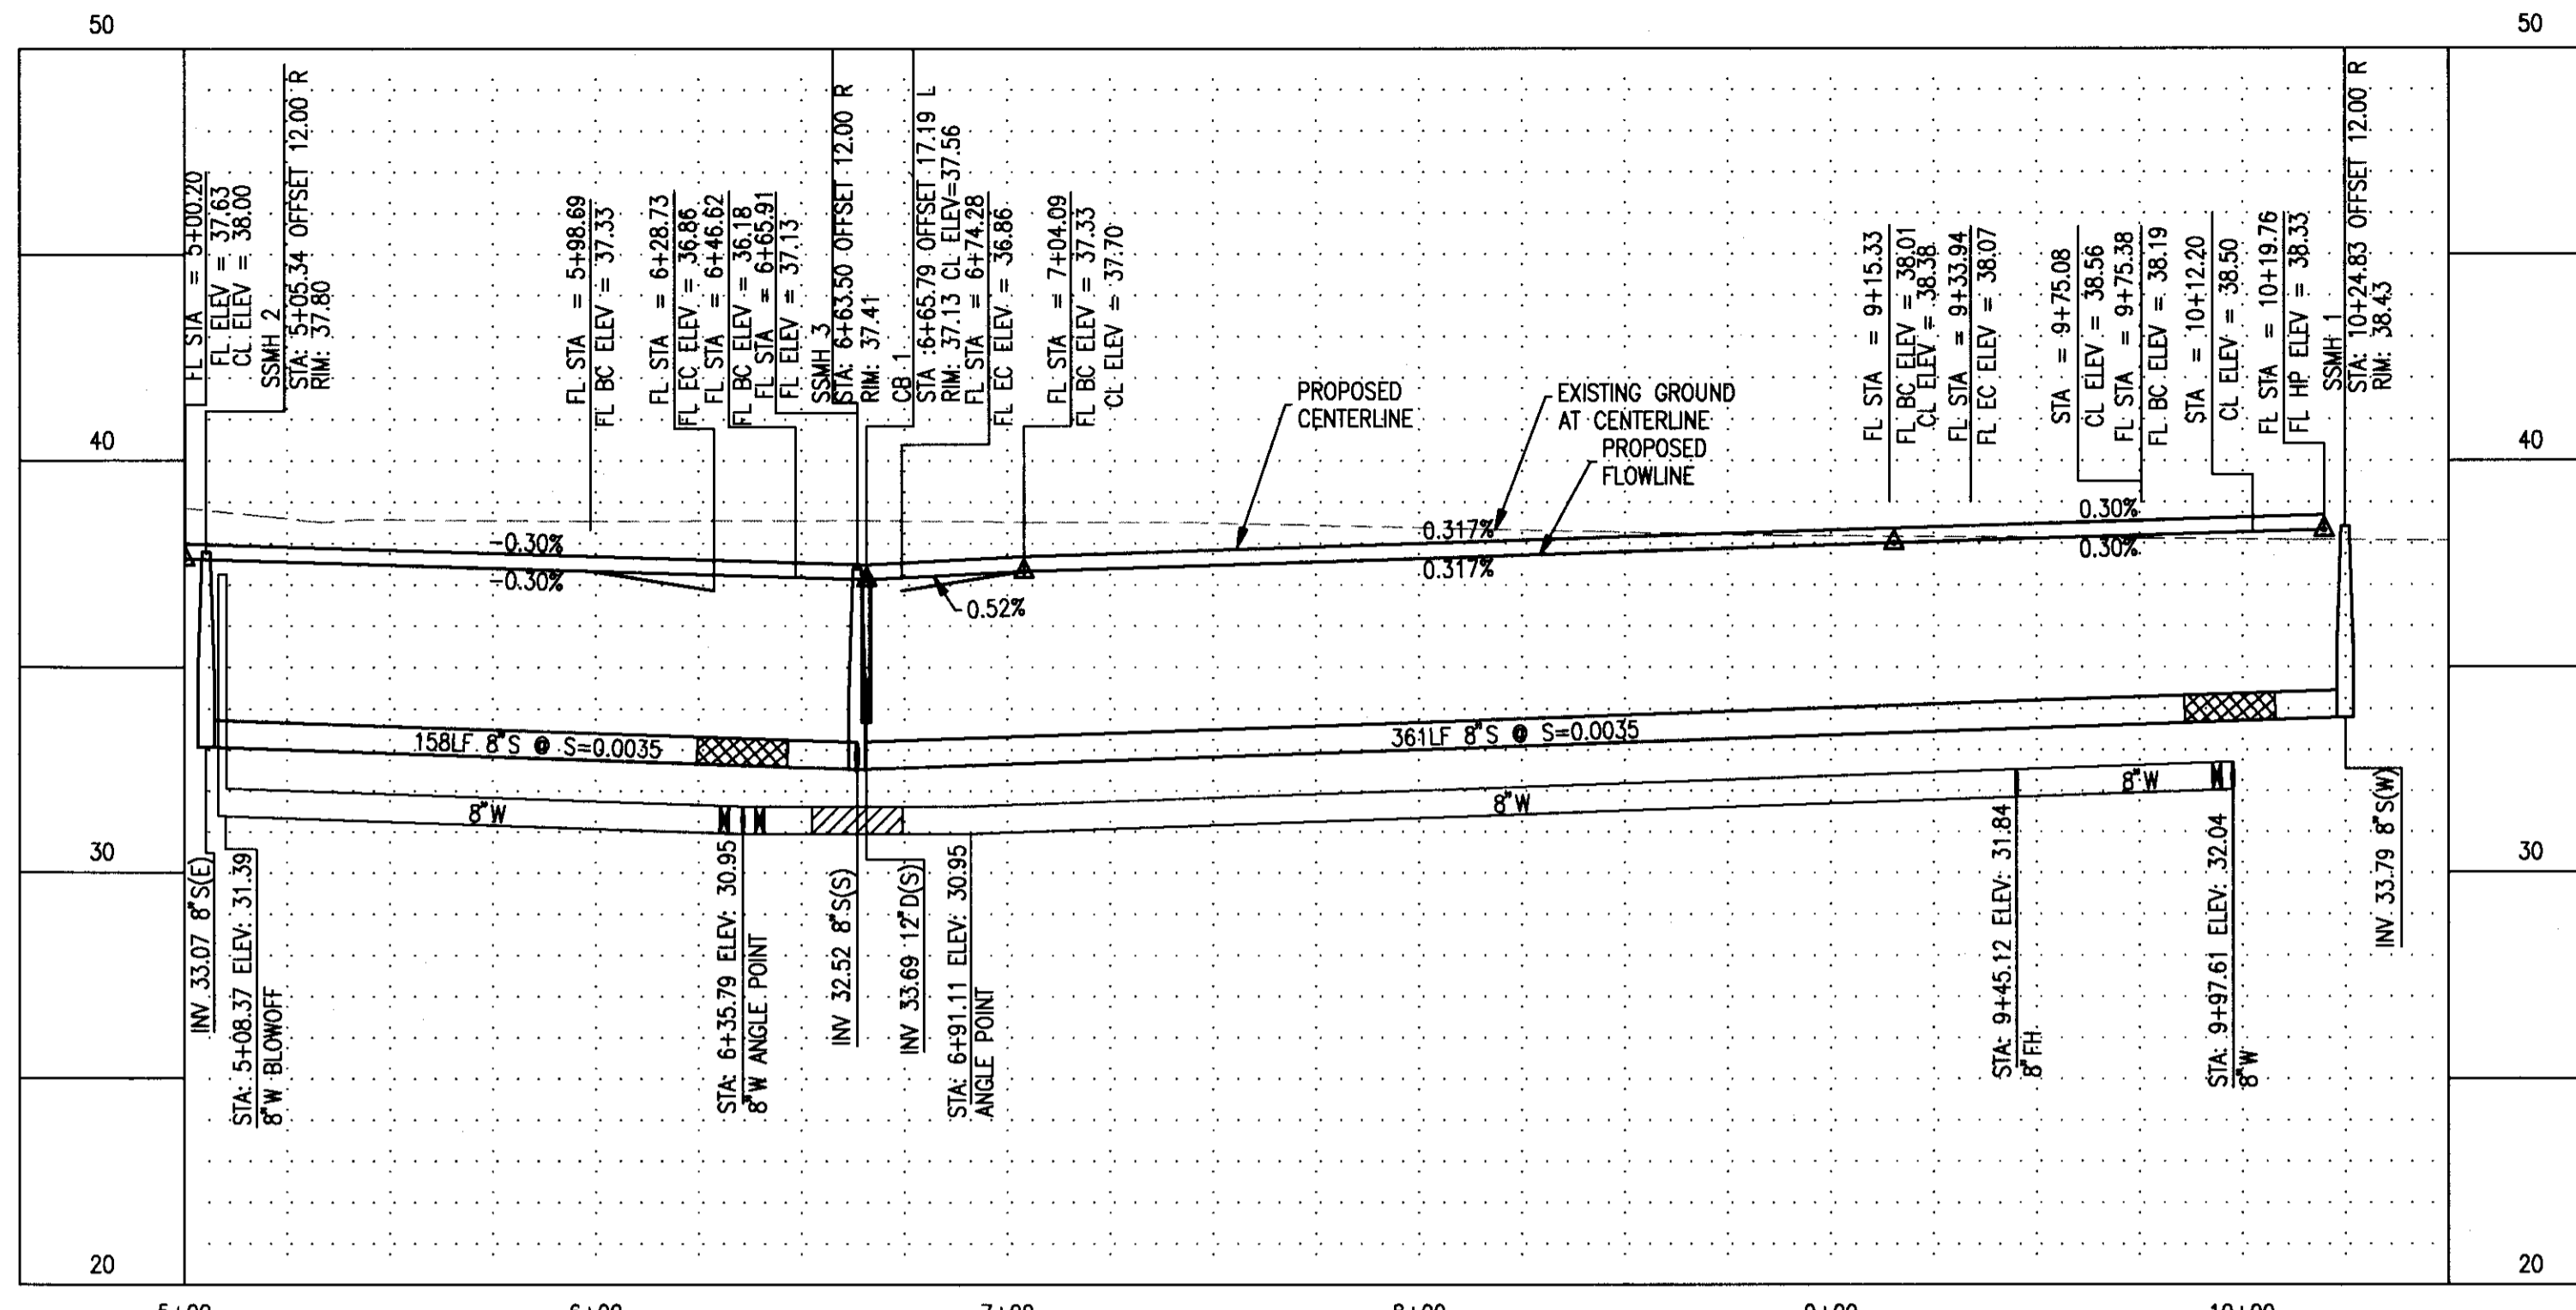 50
50
FL STA = 5+00.20
FL ELEV = 37.63
CL ELEV = 38.00
SSMH 2
STA: 5+05.34 OFFSET 12.00 R
RIM: 37.80
FL STA = 5+98.69
FL BC ELEV = 37.33
FL STA = 6+28.73
FL EC ELEV = 36.86
FL STA = 6+46.62
FL BC ELEV = 36.18
FL STA = 6+65.91
FL ELEV = 37.13
SSMH 3
STA: 6+63.50 OFFSET 12.00 R
RIM: 37.41
CB 1
STA :6+65.79 OFFSET 17.19 L
RIM: 37.13 CL ELEV=37.56
FL STA = 6+74.28
FL EC ELEV = 36.86
FL STA = 7+04.09
FL BC ELEV = 37.33
CL ELEV = 37.70
PROPOSED
CENTERLINE
EXISTING GROUND
AT CENTERLINE
PROPOSED
FLOWLINE
FL STA = 9+15.33
FL BC ELEV = 38.01
CL ELEV = 38.38
FL STA = 9+33.94
FL EC ELEV = 38.07
STA = 9+75.08
CL ELEV = 38.56
FL STA = 9+75.38
FL BC ELEV = 38.19
STA = 10+12.20
CL ELEV = 38.50
FL STA = 10+19.76
FL HP ELEV = 38.33
SSMH 1
STA: 10+24.83 OFFSET 12.00 R
RIM: 38.43
40
40
-0.30%
-0.30%
0.52%
0.317%
0.317%
0.30%
0.30%
158LF 8"S @ S=0.0035
361LF 8"S @ S=0.0035
8"W
8"W
8"W
30
30
INV 33.07 8"S(E)
STA: 5+08.37 ELEV: 31.39
8"W BLOWOFF
STA: 6+35.79 ELEV: 30.95
8"W ANGLE POINT
INV 32.52 8"S(S)
INV 33.69 12"D(S)
STA: 6+91.11 ELEV: 30.95
ANGLE POINT
STA: 9+45.12 ELEV: 31.84
8"FH
STA: 9+97.61 ELEV: 32.04
8"W
INV 33.79 8"S(W)
20
20
5+00
6+00
7+00
8+00
9+00
10+00